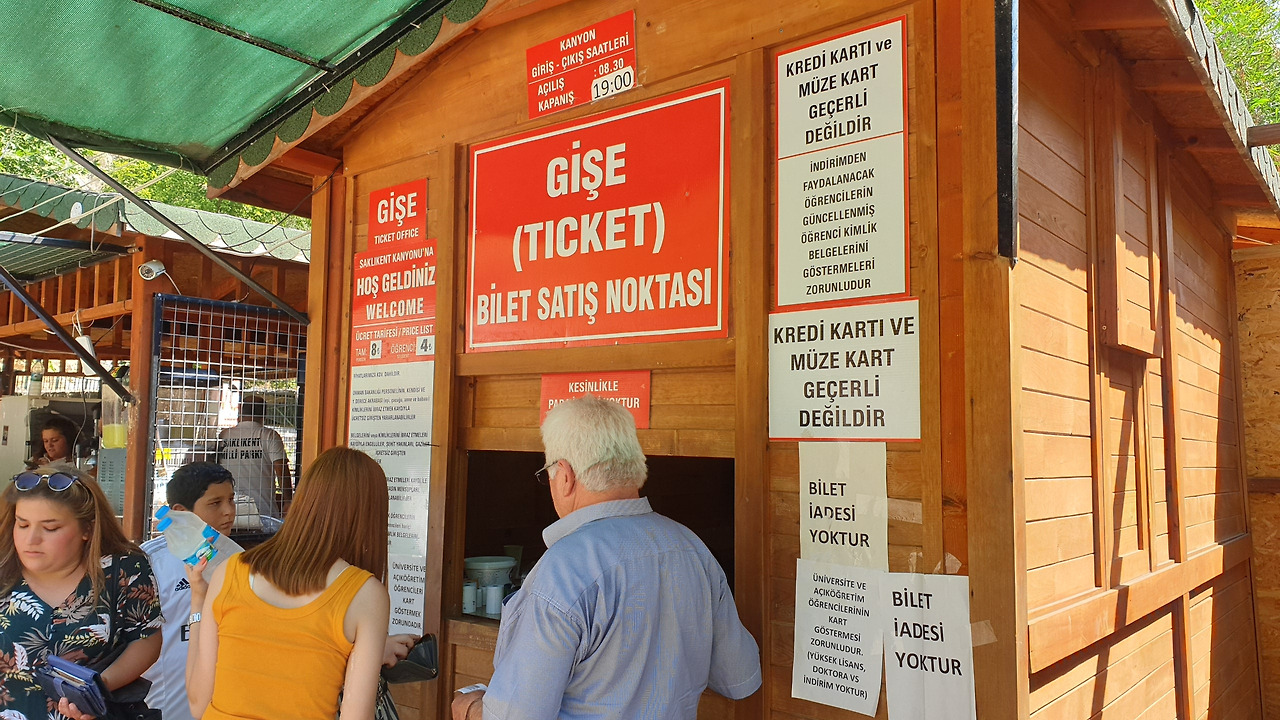 KANYON
GİRİŞ - ÇIKIŞ SAATLERİ
AÇILIŞ : 08.30
KAPANIŞ 19:00
GİŞE
(TICKET)
BİLET SATIŞ NOKTASI
GİŞE
TICKET OFFICE
SAKLIKENT KANYONU'NA
HOŞ GELDİNİZ
WELCOME
ÜCRET TARİFESİ / PRICE LIST
TAM: 8₺ ÖĞRENCİ 4₺
KESİNLİKLE
KREDİ KARTI ve
MÜZE KART
GEÇERLİ
DEĞİLDİR
İNDİRİMDEN
FAYDALANACAK
ÖĞRENCİLERİN
GÜNCELLENMİŞ
ÖĞRENCİ KİMLİK
BELGELERİNİ
GÖSTERMELERİ
ZORUNLUDUR
KREDİ KARTI VE
MÜZE KART
GEÇERLİ
DEĞİLDİR
BİLET
İADESİ
YOKTUR
ÜNİVERSİTE VE
AÇIKÖĞRETİM
ÖĞRENCİLERİNİN
KART
GÖSTERMESİ
ZORUNLUDUR.
(YÜKSEK LİSANS,
DOKTORA VS
İNDİRİM YOKTUR)
BİLET
İADESİ
YOKTUR
ÜNİVERSİTE VE
AÇIKÖĞRETİM
ÖĞRENCİLERİ
KART
GÖSTERMEK
ZORUNDADIR.
SAKLIKENT
MİLLİ PARKI